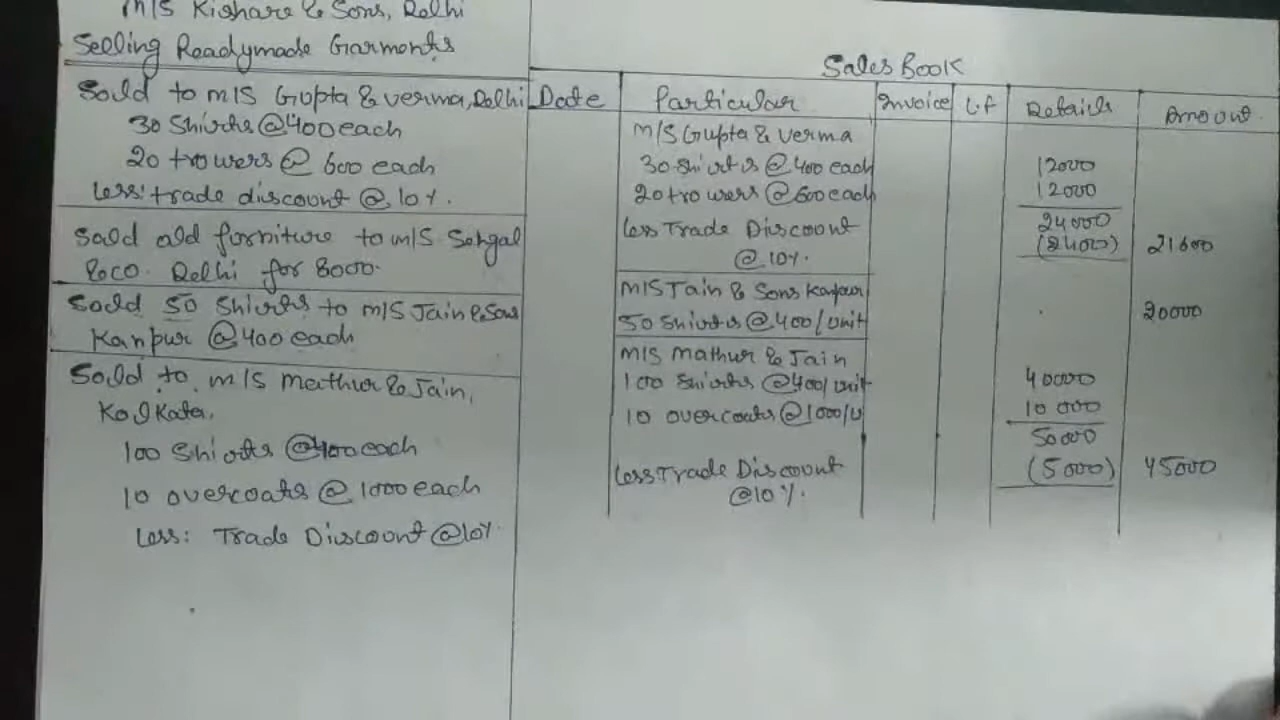 M/S Kishore & Sons, Delhi
Selling Readymade Garments
Sold to M/S Gupta & Verma, Delhi
30 Shirts @ 400 each
20 trowers @ 600 each
Less: trade discount @ 10%.
Sold old furniture to M/S Sehgal
& CO. Delhi for 8000.
Sold 50 Shirts to M/S Jain & Sons
Kanpur @ 400 each
Sold to M/S Mathur & Jain,
Kolkata,
100 Shirts @ 400 each
10 overcoats @ 1000 each
Less: Trade Discount @ 10%
Sales Book
Date Particular Invoice L.f Details Amount
M/S Gupta & Verma
30 Shirts @ 400 each 12000
20 trowers @ 600 each 12000
24000
Less Trade Discount (2400) 21600
@ 10%.
M/S Jain & Sons Kanpur
50 Shirts @ 400/unit 20000
M/S Mathur & Jain
100 Shirts @ 400/unit 40000
10 overcoats @ 1000/u 10000
50000
Less Trade Discount (5000) 45000
@ 10%.